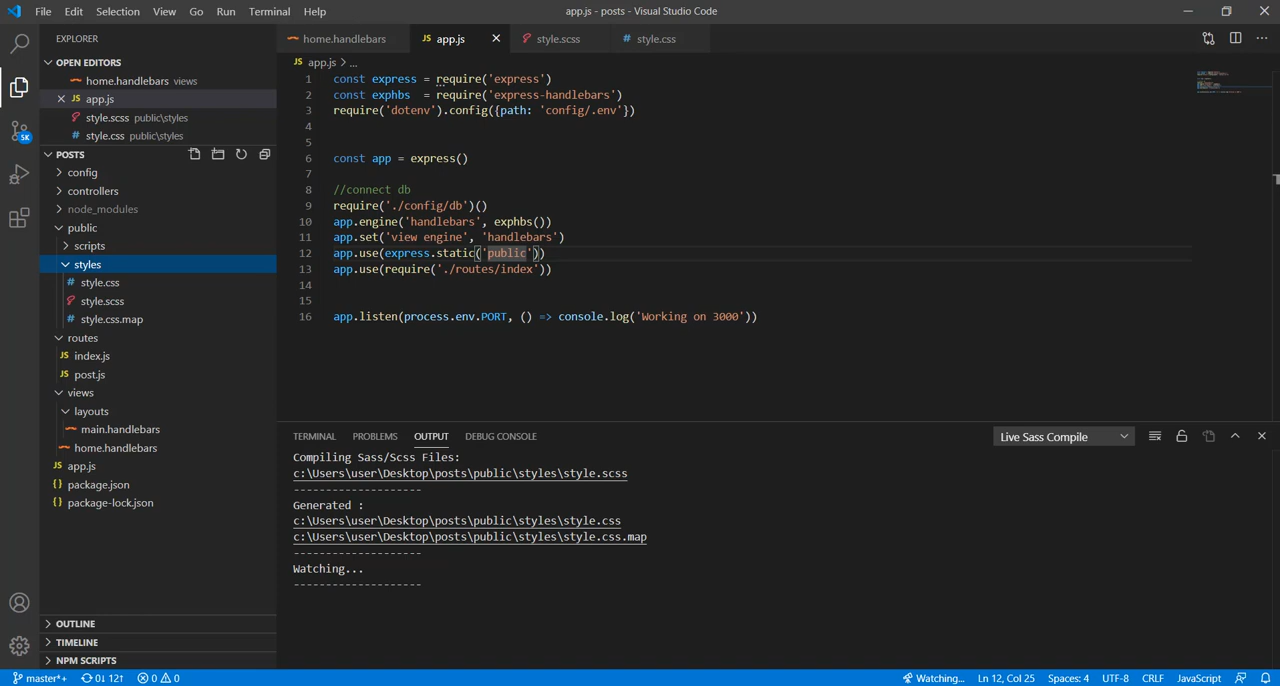 File Edit Selection View Go Run Terminal Help
app.js - posts - Visual Studio Code
EXPLORER
OPEN EDITORS
home.handlebars views
app.js
style.scss public\styles
style.css public\styles
POSTS
config
controllers
node_modules
public
scripts
styles
style.css
style.scss
style.css.map
routes
index.js
post.js
views
layouts
main.handlebars
home.handlebars
app.js
package.json
package-lock.json
OUTLINE
TIMELINE
NPM SCRIPTS
5K
home.handlebars app.js style.scss style.css
app.js > ...
1 const express = require('express')
2 const exphbs  = require('express-handlebars')
3 require('dotenv').config({path: 'config/.env'})
4
5
6 const app = express()
7
8 //connect db
9 require('./config/db')()
10 app.engine('handlebars', exphbs())
11 app.set('view engine', 'handlebars')
12 app.use(express.static('public'))
13 app.use(require('./routes/index'))
14
15
16 app.listen(process.env.PORT, () => console.log('Working on 3000'))
TERMINAL PROBLEMS OUTPUT DEBUG CONSOLE
Live Sass Compile
Compiling Sass/Scss Files:
c:\Users\user\Desktop\posts\public\styles\style.scss
--------------------
Generated :
c:\Users\user\Desktop\posts\public\styles\style.css
c:\Users\user\Desktop\posts\public\styles\style.css.map
--------------------
Watching...
--------------------
master*+ 0↓ 12↑ 0 0 Watching... Ln 12, Col 25 Spaces: 4 UTF-8 CRLF JavaScript